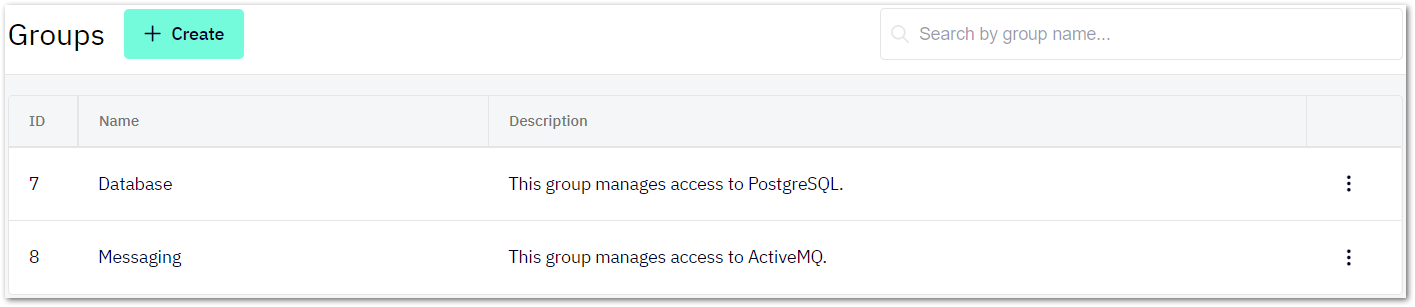 Groups + Create Search by group name...
ID Name Description
7 Database This group manages access to PostgreSQL.
8 Messaging This group manages access to ActiveMQ.